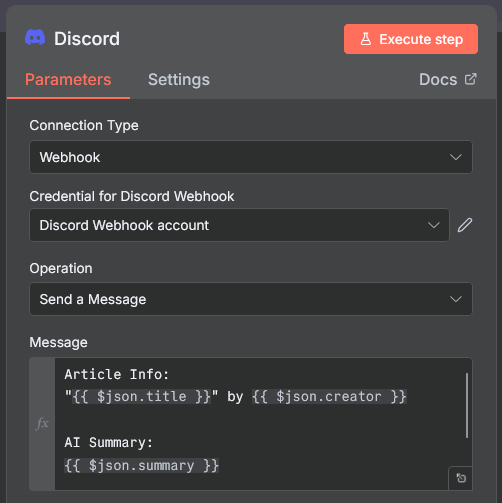 Discord
Execute step
Parameters
Settings
Docs
Connection Type
Webhook
Credential for Discord Webhook
Discord Webhook account
Operation
Send a Message
Message
fx
Article Info:
"{{ $json.title }}" by {{ $json.creator }}
AI Summary:
{{ $json.summary }}